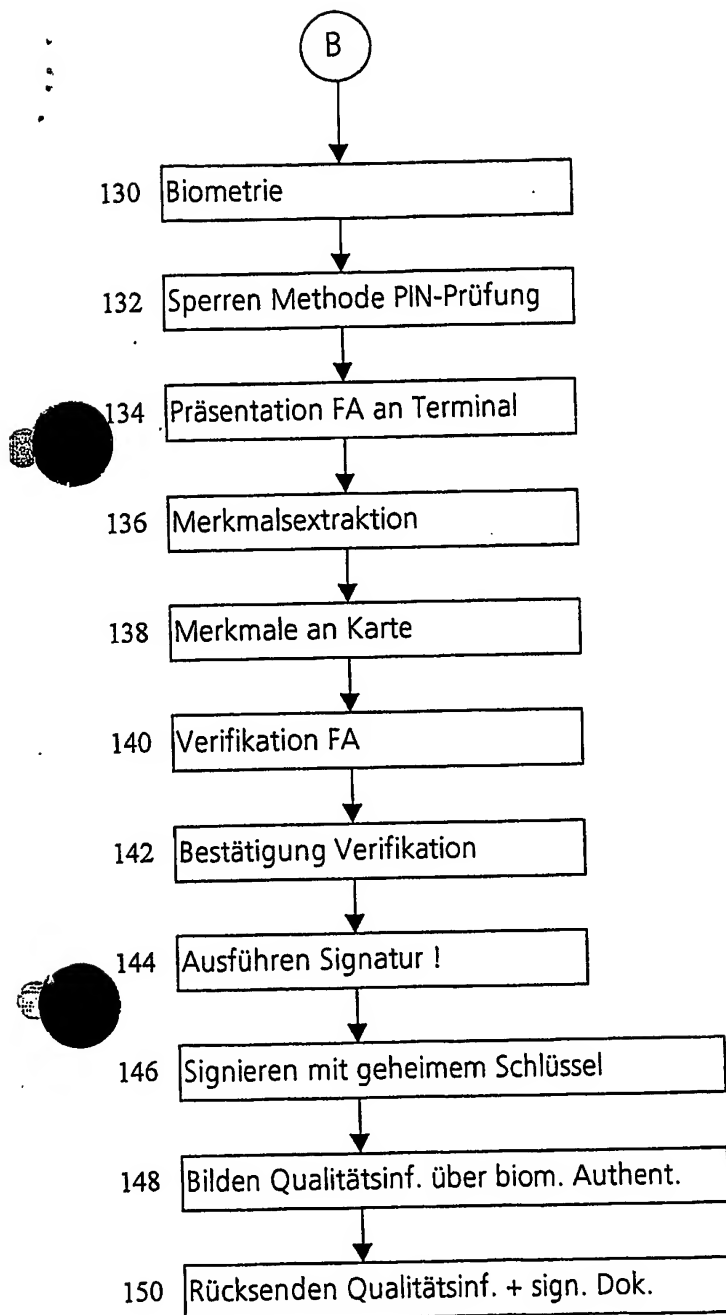 B
130 Biometrie
132 Sperren Methode PIN-Prüfung
134 Präsentation FA an Terminal
136 Merkmalsextraktion
138 Merkmale an Karte
140 Verifikation FA
142 Bestätigung Verifikation
144 Ausführen Signatur !
146 Signieren mit geheimem Schlüssel
148 Bilden Qualitätsinf. über biom. Authent.
150 Rücksenden Qualitätsinf. + sign. Dok.